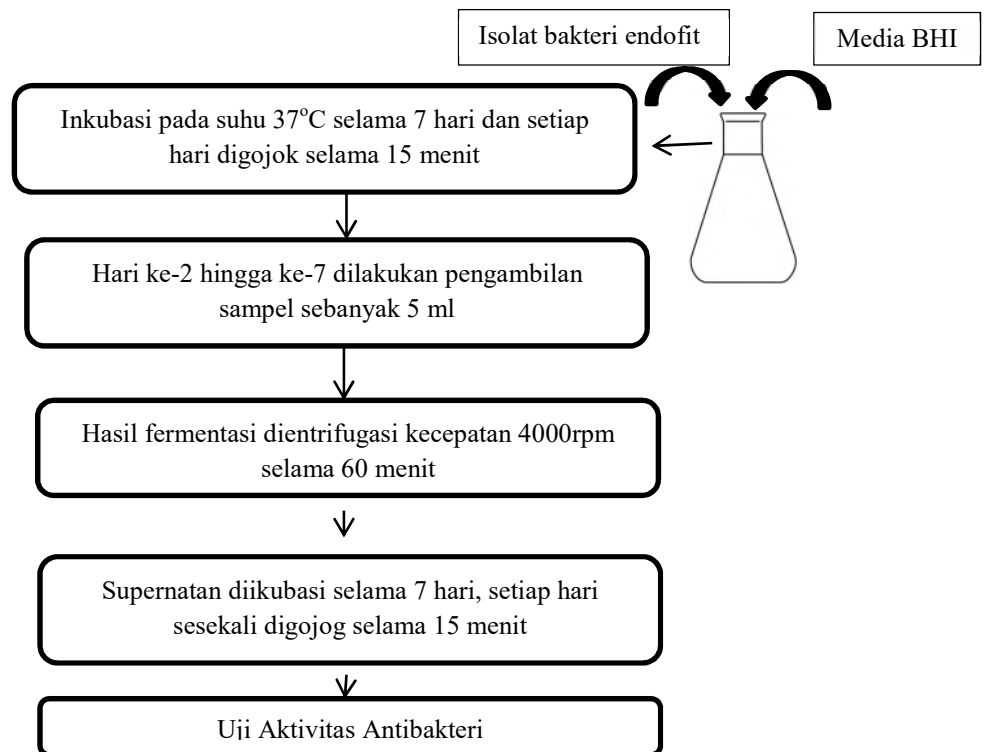 Isolat bakteri endofit
Media BHI
Inkubasi pada suhu 37°C selama 7 hari dan setiap
hari digojok selama 15 menit
Hari ke-2 hingga ke-7 dilakukan pengambilan
sampel sebanyak 5 ml
Hasil fermentasi dientrifugasi kecepatan 4000rpm
selama 60 menit
Supernatan diikubasi selama 7 hari, setiap hari
sesekali digojog selama 15 menit
Uji Aktivitas Antibakteri